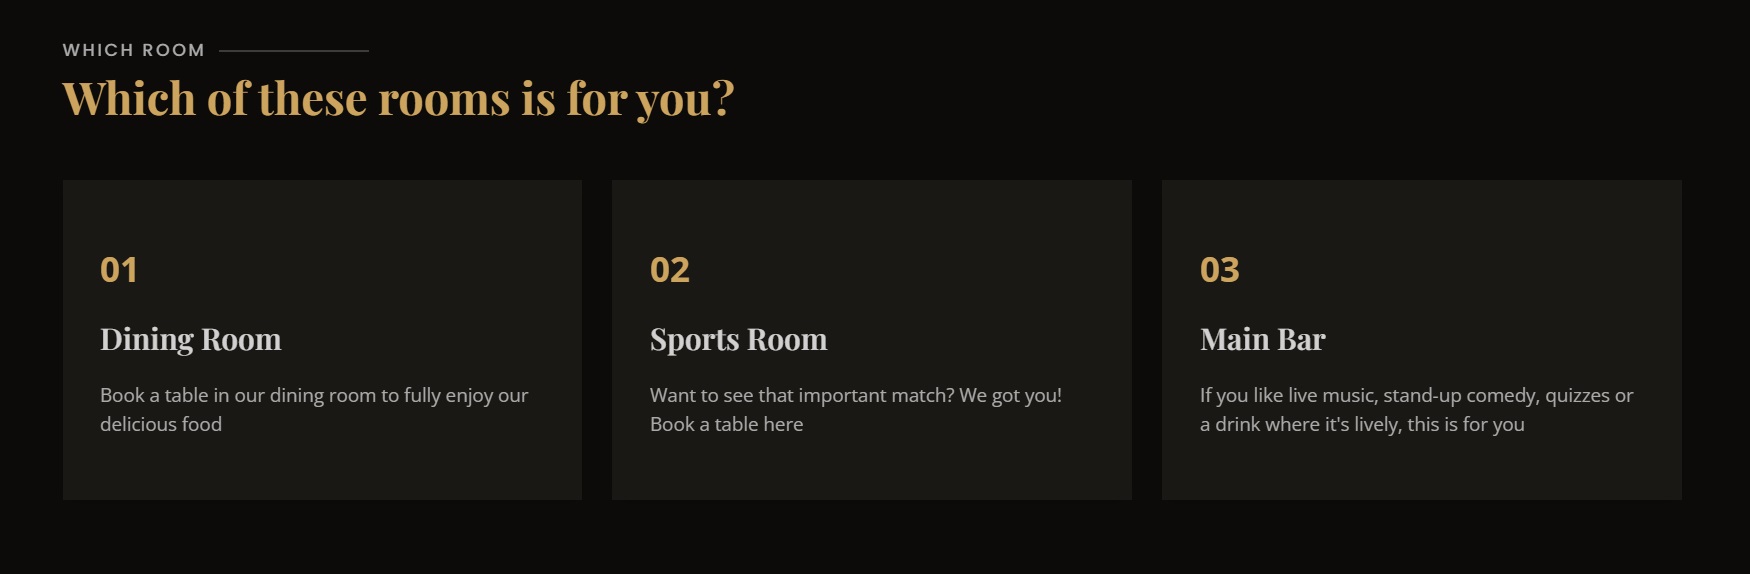 WHICH ROOM
Which of these rooms is for you?
01
Dining Room
Book a table in our dining room to fully enjoy our
delicious food
02
Sports Room
Want to see that important match? We got you!
Book a table here
03
Main Bar
If you like live music, stand-up comedy, quizzes or
a drink where it's lively, this is for you